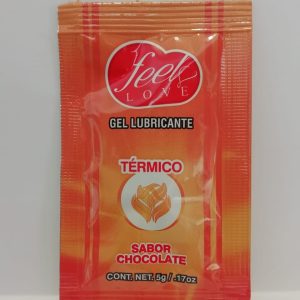 feel
LOVE
GEL LUBRICANTE
TÉRMICO
SABOR
CHOCOLATE
CONT. NET. 5g / .17oz